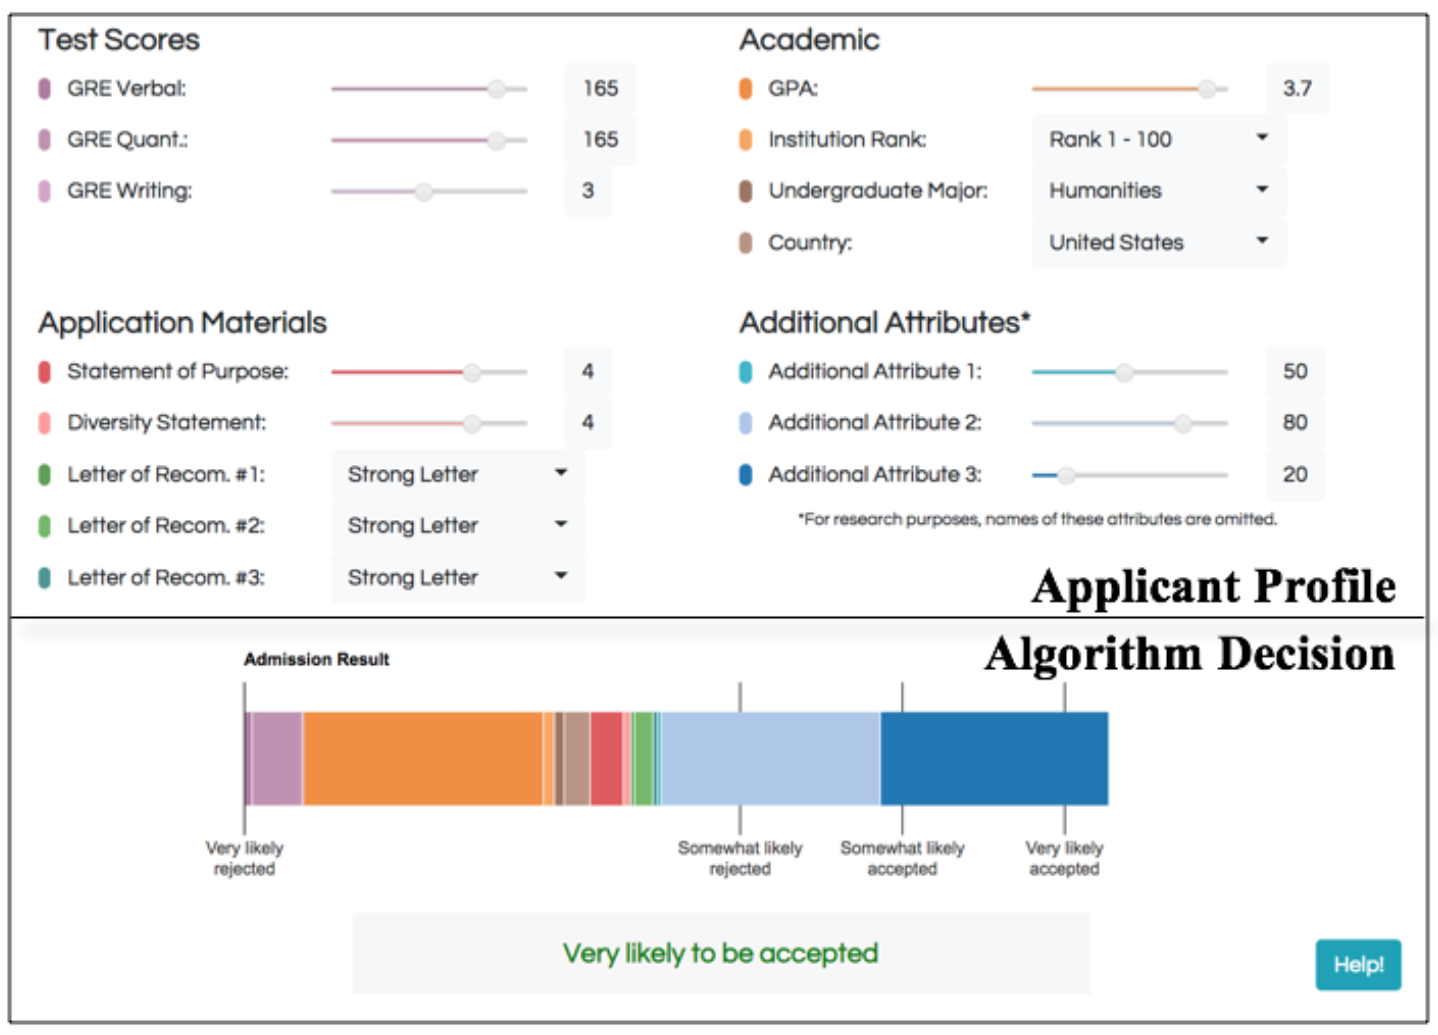 Test Scores
GRE Verbal: 165
GRE Quant.: 165
GRE Writing: 3
Academic
GPA: 3.7
Institution Rank: Rank 1 - 100
Undergraduate Major: Humanities
Country: United States
Application Materials
Statement of Purpose: 4
Diversity Statement: 4
Letter of Recom. #1: Strong Letter
Letter of Recom. #2: Strong Letter
Letter of Recom. #3: Strong Letter
Additional Attributes*
Additional Attribute 1: 50
Additional Attribute 2: 80
Additional Attribute 3: 20
*For research purposes, names of these attributes are omitted.
Applicant Profile
Algorithm Decision
Admission Result
Very likely
rejected
Somewhat likely
rejected
Somewhat likely
accepted
Very likely
accepted
Very likely to be accepted
Help!